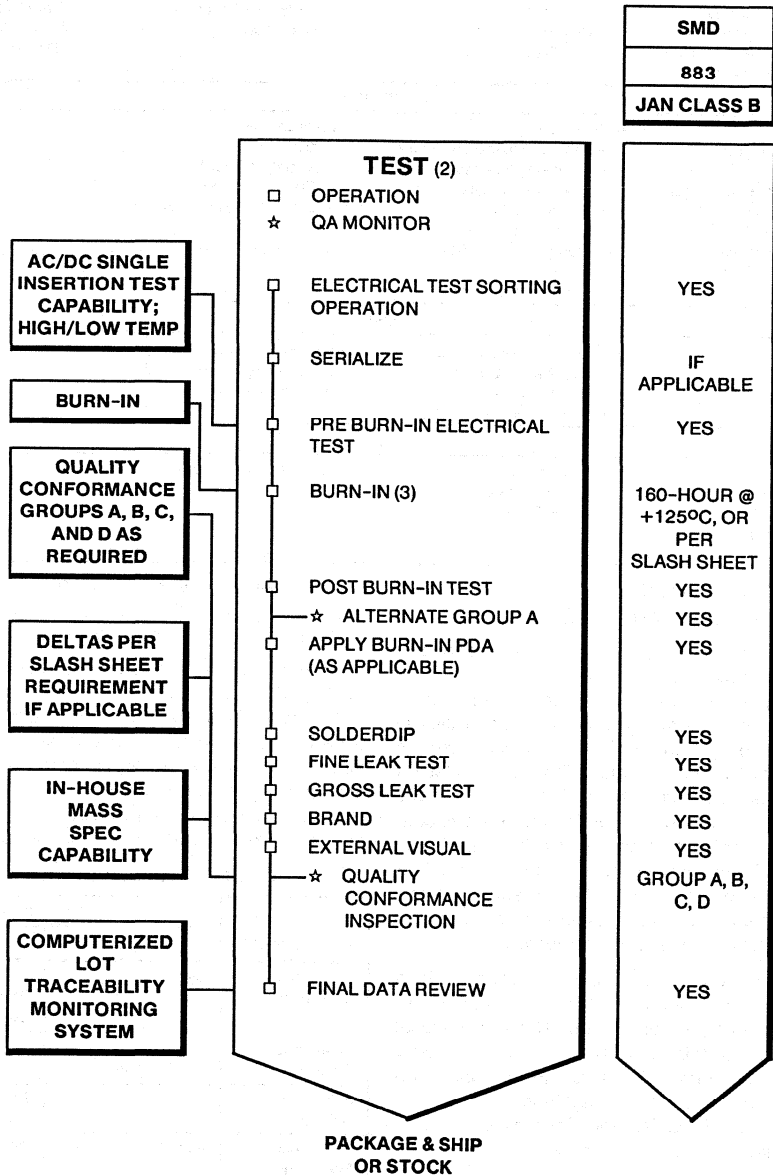 SMD
883
JAN CLASS B
TEST (2)
OPERATION
QA MONITOR
AC/DC SINGLE
INSERTION TEST
CAPABILITY;
HIGH/LOW TEMP
BURN-IN
QUALITY
CONFORMANCE
GROUPS A, B, C,
AND D AS
REQUIRED
DELTAS PER
SLASH SHEET
REQUIREMENT
IF APPLICABLE
IN-HOUSE
MASS
SPEC
CAPABILITY
COMPUTERIZED
LOT
TRACEABILITY
MONITORING
SYSTEM
ELECTRICAL TEST SORTING
OPERATION
YES
SERIALIZE
IF
APPLICABLE
PRE BURN-IN ELECTRICAL
TEST
YES
BURN-IN (3)
160-HOUR @
+125ºC, OR
PER
SLASH SHEET
POST BURN-IN TEST
YES
ALTERNATE GROUP A
YES
APPLY BURN-IN PDA
(AS APPLICABLE)
YES
SOLDERDIP
YES
FINE LEAK TEST
YES
GROSS LEAK TEST
YES
BRAND
YES
EXTERNAL VISUAL
YES
QUALITY
CONFORMANCE
INSPECTION
GROUP A, B,
C, D
FINAL DATA REVIEW
YES
PACKAGE & SHIP
OR STOCK